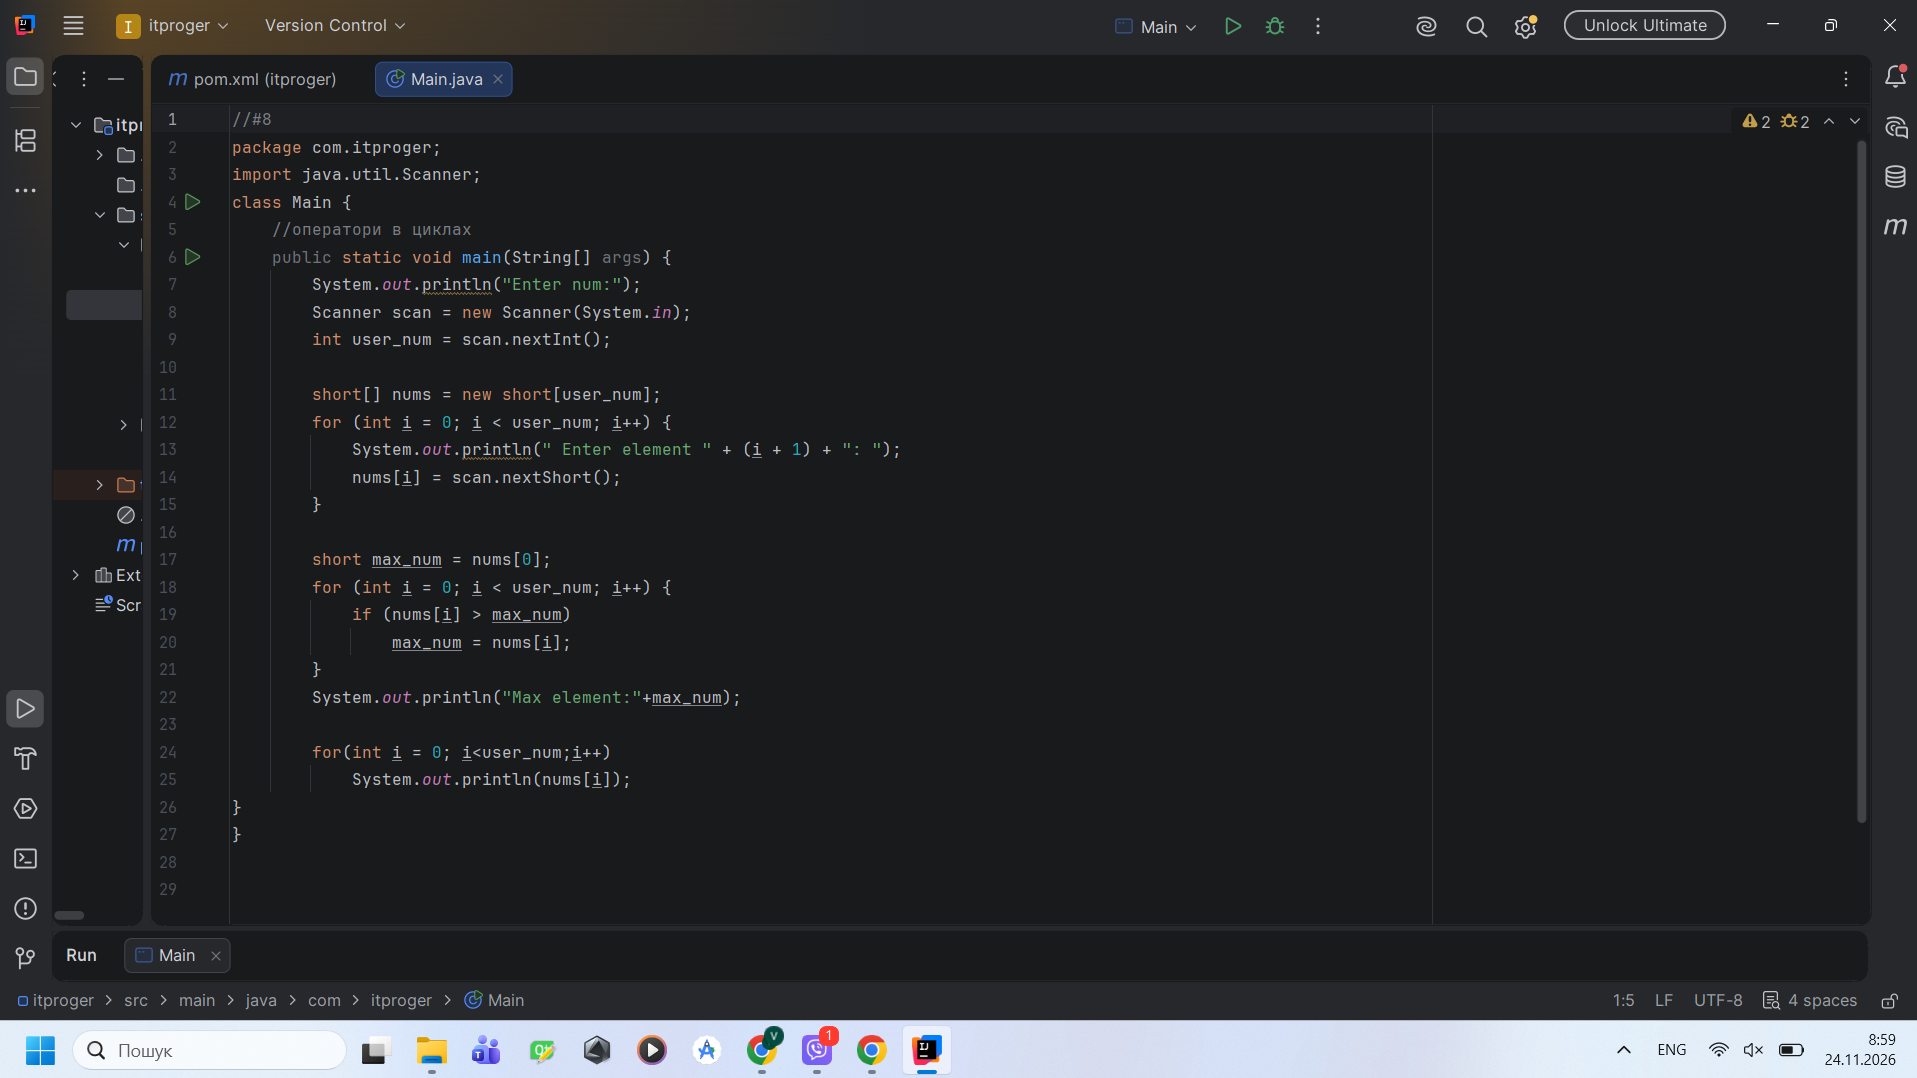 itproger
Version Control
Main
Unlock Ultimate
pom.xml (itproger)
Main.java
itpr
Ext
Scr
2 2
1 //#8
2 package com.itproger;
3 import java.util.Scanner;
4 class Main {
5 //оператори в циклах
6 public static void main(String[] args) {
7 System.out.println("Enter num:");
8 Scanner scan = new Scanner(System.in);
9 int user_num = scan.nextInt();
10
11 short[] nums = new short[user_num];
12 for (int i = 0; i < user_num; i++) {
13 System.out.println(" Enter element " + (i + 1) + ": ");
14 nums[i] = scan.nextShort();
15 }
16
17 short max_num = nums[0];
18 for (int i = 0; i < user_num; i++) {
19 if (nums[i] > max_num)
20 max_num = nums[i];
21 }
22 System.out.println("Max element:"+max_num);
23
24 for(int i = 0; i<user_num;i++)
25 System.out.println(nums[i]);
26 }
27 }
28
29
Run
Main
itproger > src > main > java > com > itproger > Main
1:5 LF UTF-8 4 spaces
Пошук
V
1
ENG
8:59
24.11.2026